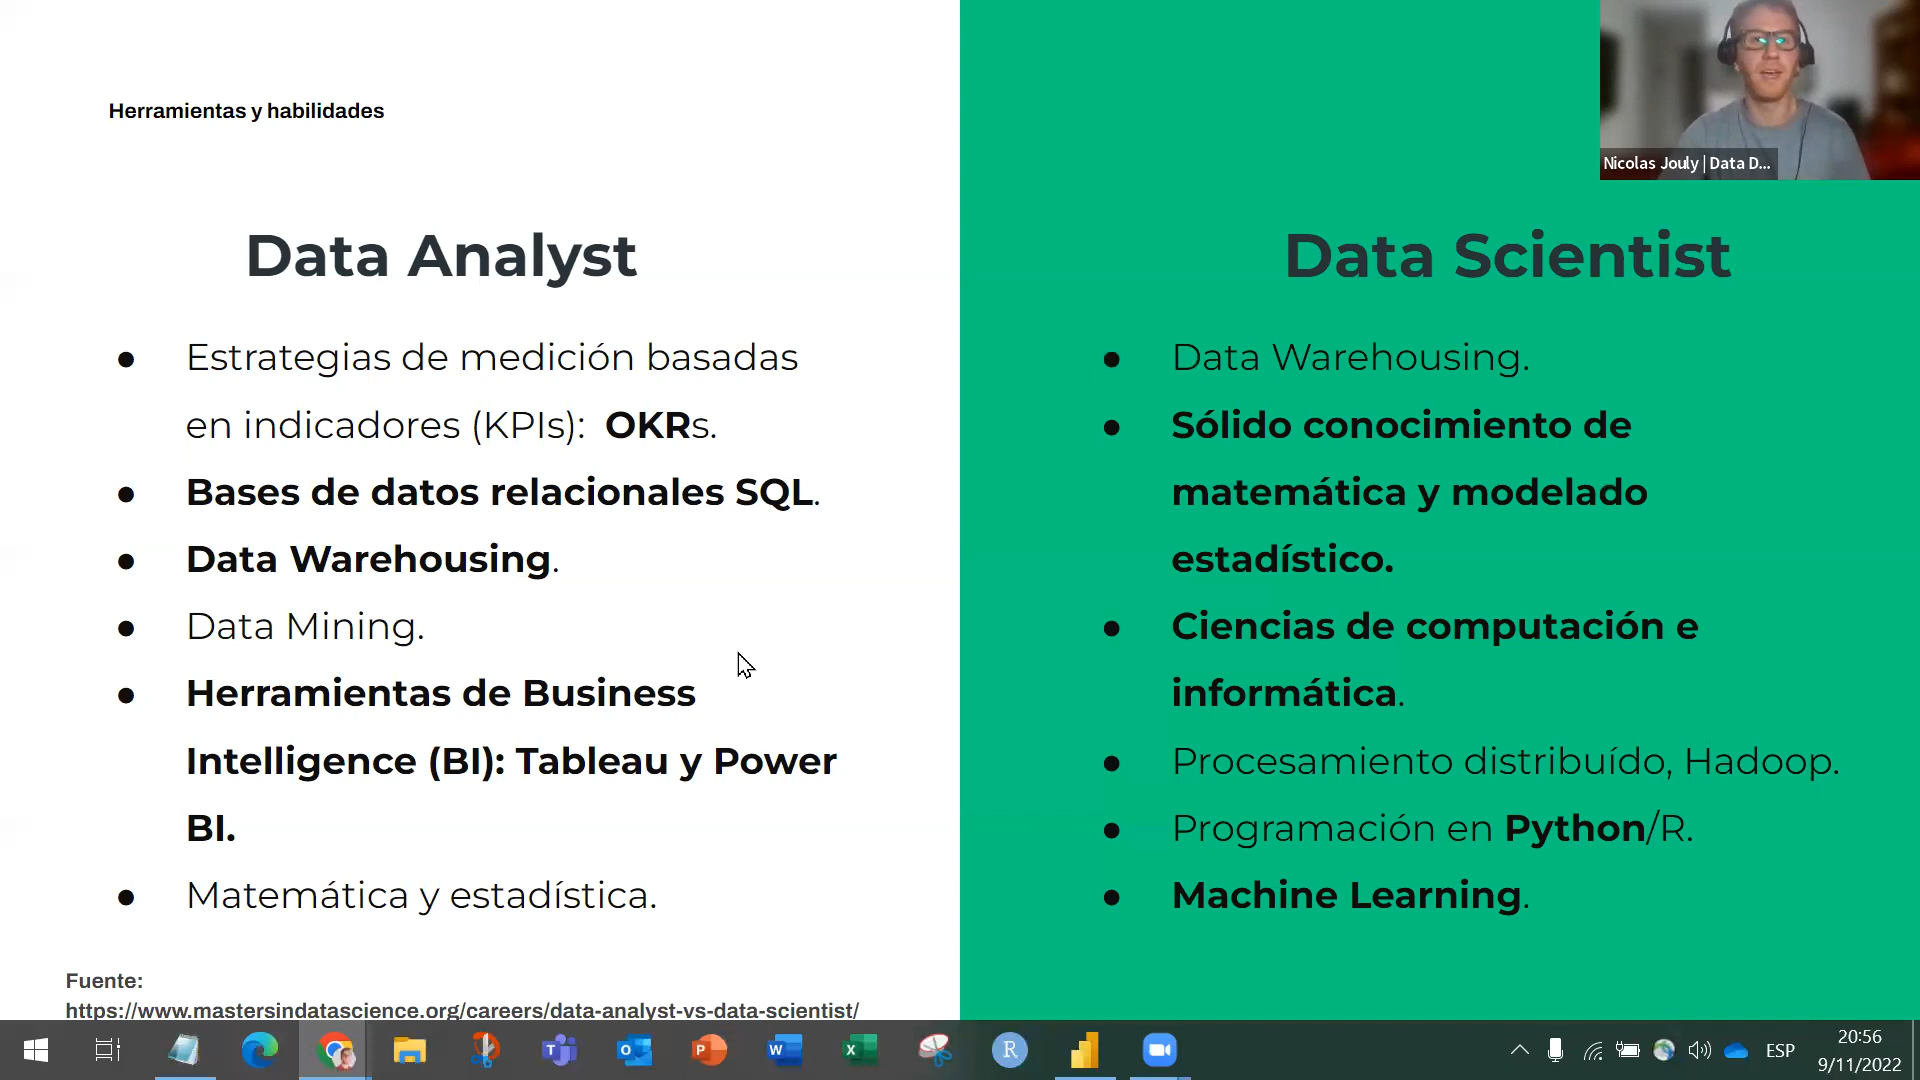 Herramientas y habilidades
Nicolas Jouly | Data D...
Data Analyst
Estrategias de medición basadas
en indicadores (KPIs): OKRs.
Bases de datos relacionales SQL.
Data Warehousing.
Data Mining.
Herramientas de Business
Intelligence (BI): Tableau y Power
BI.
Matemática y estadística.
Fuente:
https://www.mastersindatascience.org/careers/data-analyst-vs-data-scientist/
Data Scientist
Data Warehousing.
Sólido conocimiento de
matemática y modelado
estadístico.
Ciencias de computación e
informática.
Procesamiento distribuído, Hadoop.
Programación en Python/R.
Machine Learning.
ESP
20:56
9/11/2022